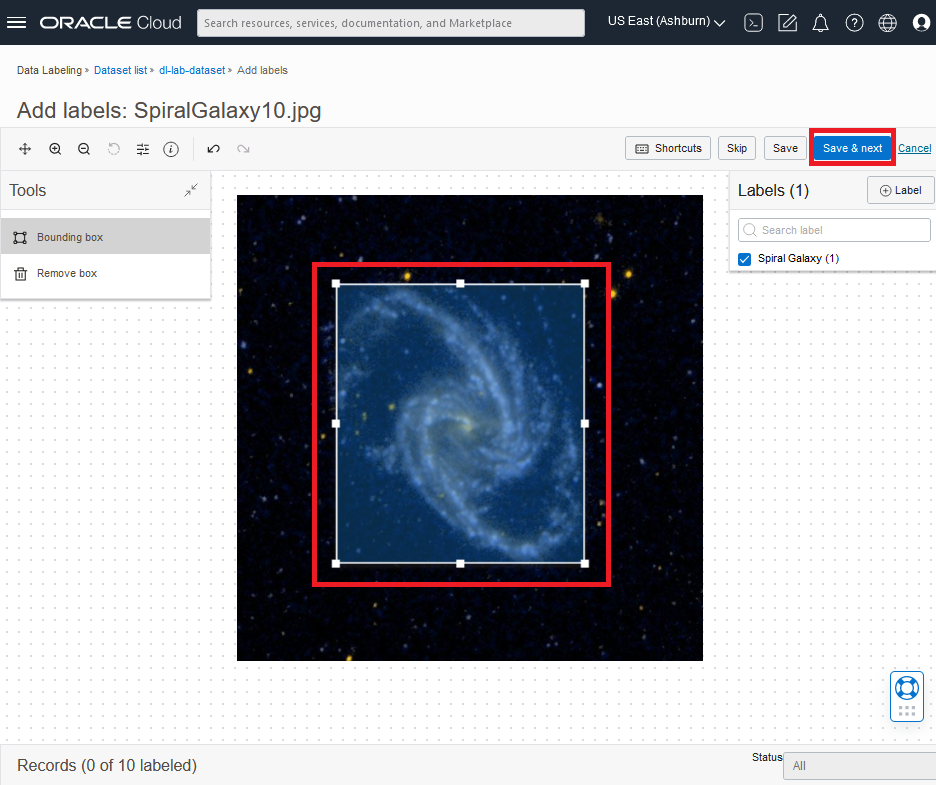 ORACLE Cloud
Search resources, services, documentation, and Marketplace
US East (Ashburn)
Data Labeling » Dataset list » dl-lab-dataset » Add labels
Add labels: SpiralGalaxy10.jpg
Shortcuts
Skip
Save
Save & next
Cancel
Tools
Bounding box
Remove box
Labels (1)
Label
Search label
Spiral Galaxy (1)
Records (0 of 10 labeled)
Status
All